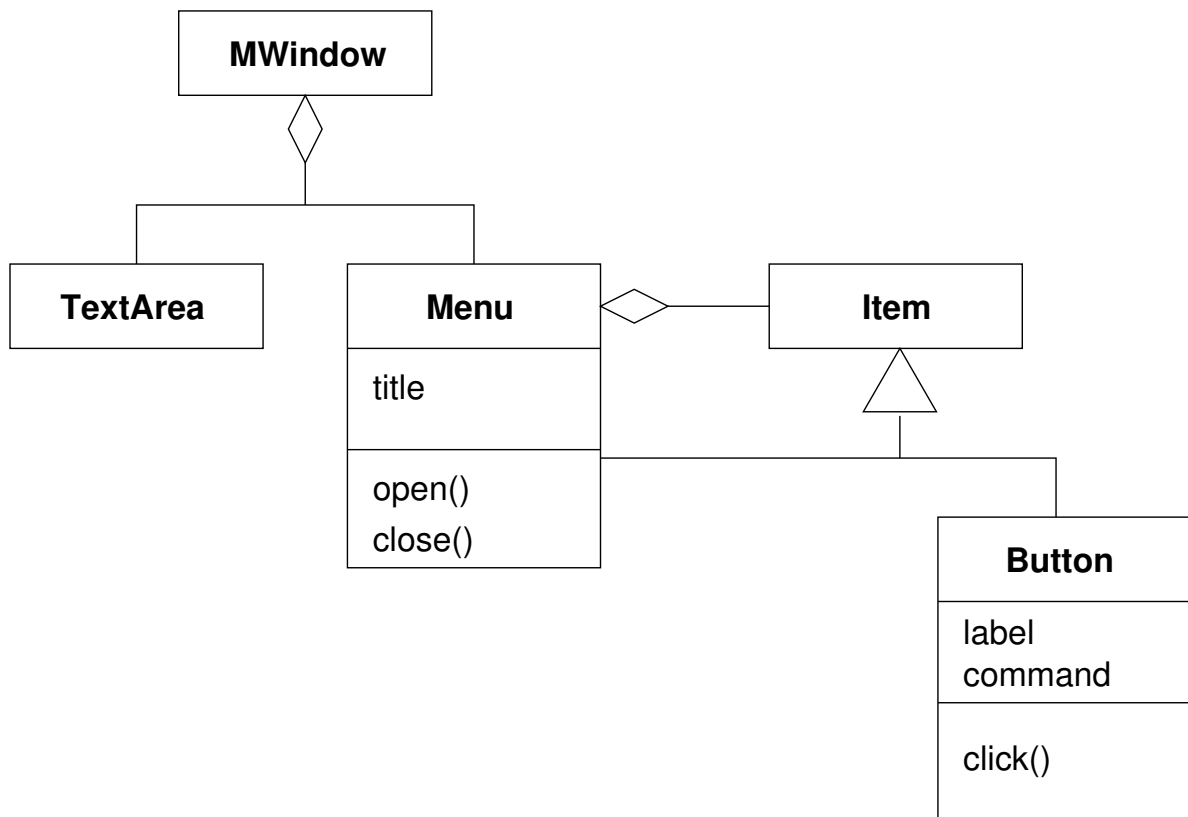 MWindow
TextArea
Menu
Item
title
open()
close()
Button
label
command
click()